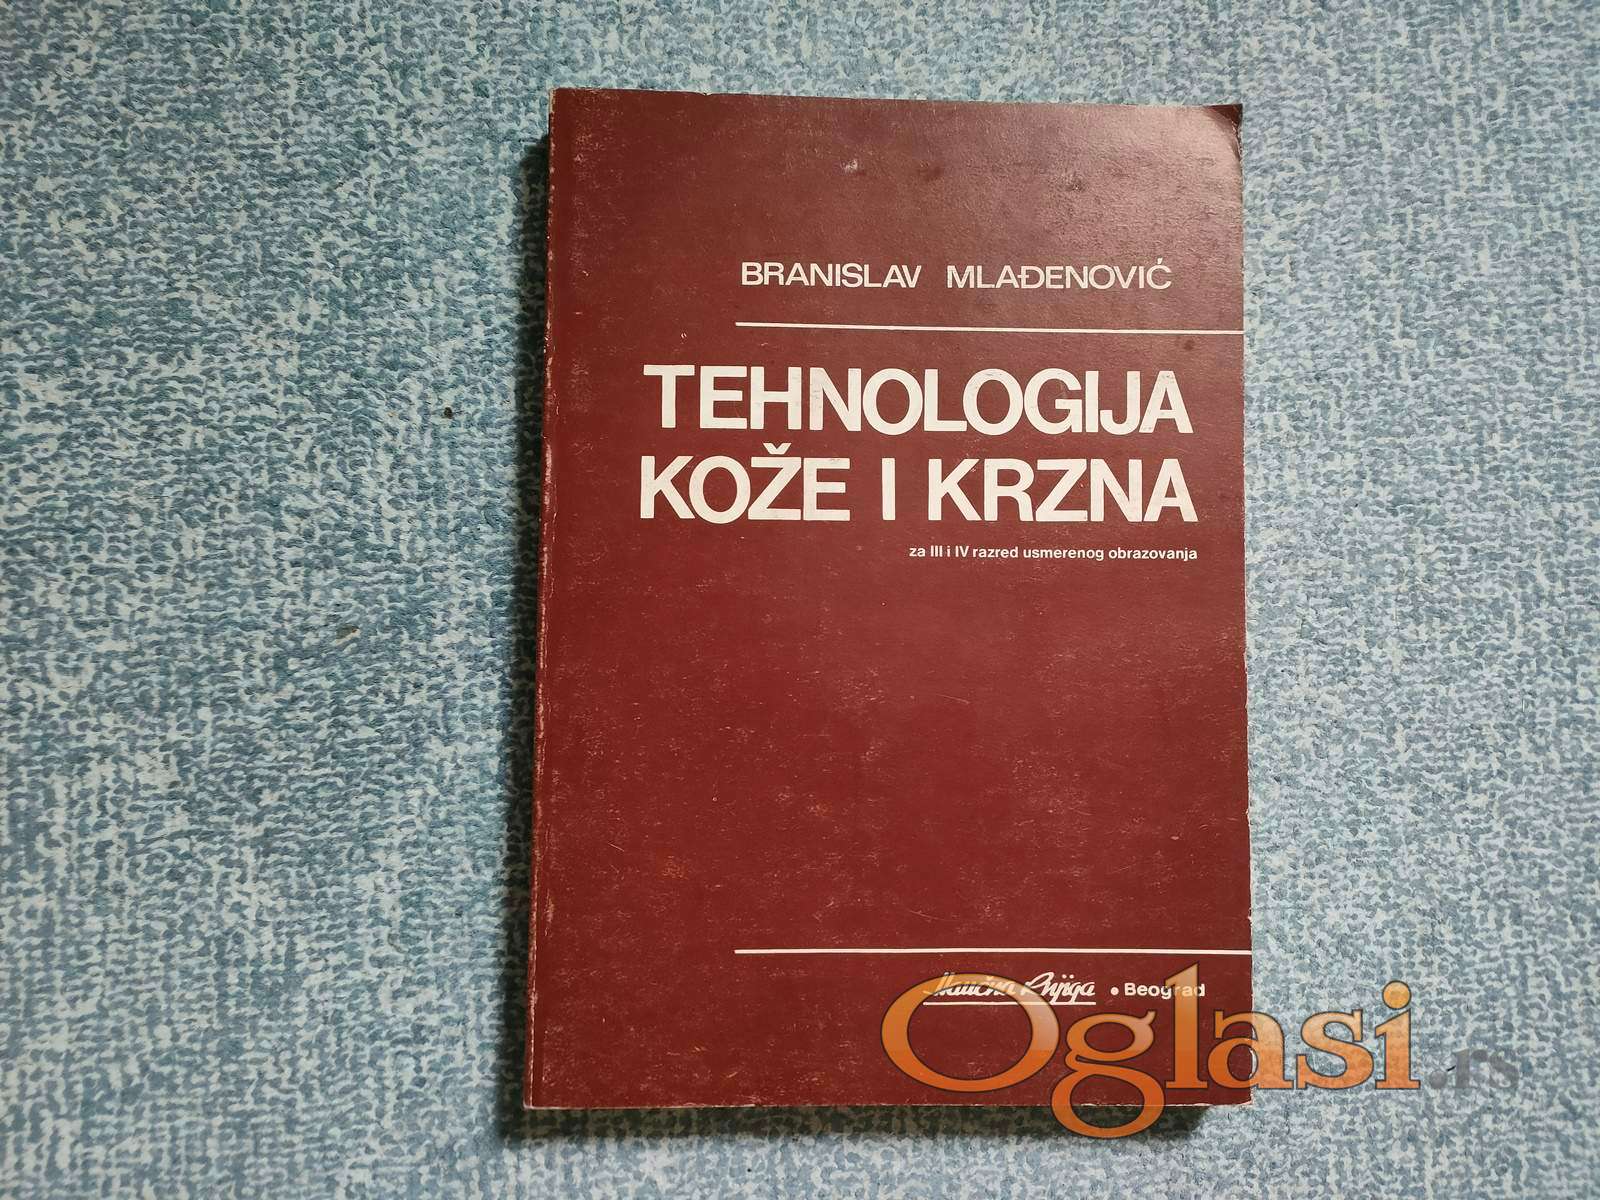 BRANISLAV MLAĐENOVIĆ
TEHNOLOGIJA
KOŽE I KRZNA
za III i IV razred usmerenog obrazovanja
Naučna Knjiga • Beograd
Oglasi.rs